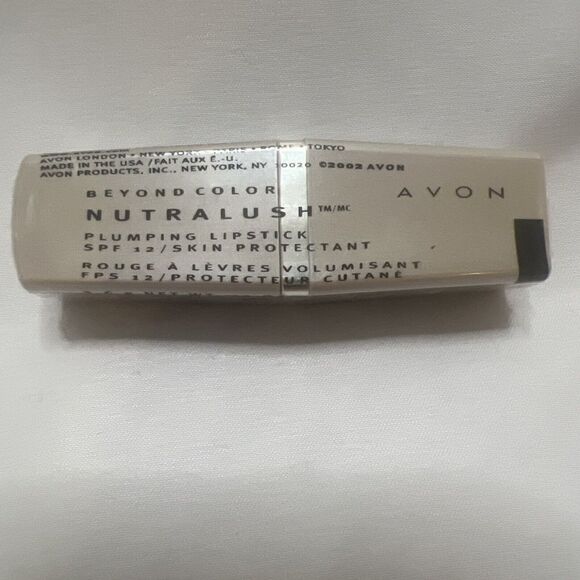 AVON LONDON • NEW YORK • PARIS • ROME • TOKYO
MADE IN THE USA /FAIT AUX É.-U.
AVON PRODUCTS, INC., NEW YORK, NY 10020 ©2002 AVON
BEYOND COLOR
AVON
NUTRALUSH™/MC
PLUMPING LIPSTICK
SPF 12/SKIN PROTECTANT
ROUGE À LÈVRES VOLUMISANT
FPS 12/PROTECTEUR CUTANÉ